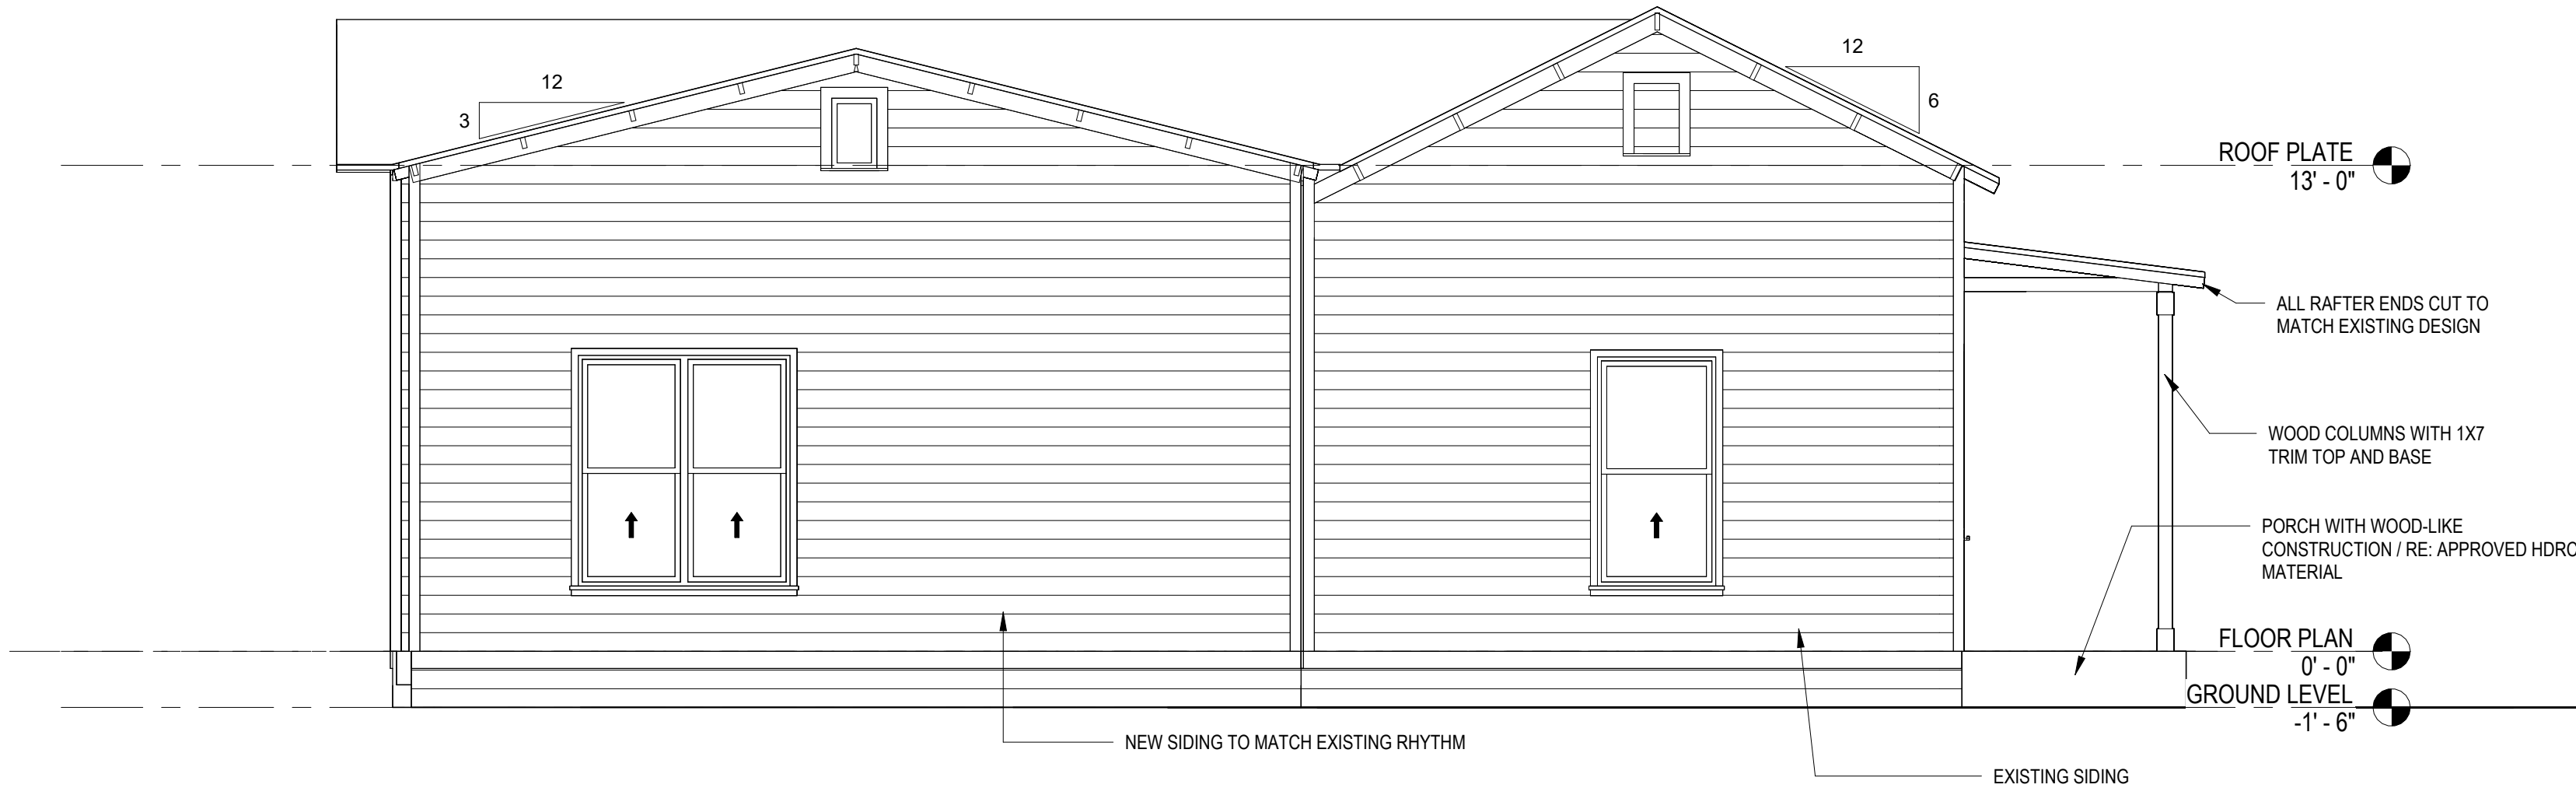 12
3
12
6
ROOF PLATE
13' - 0"
ALL RAFTER ENDS CUT TO
MATCH EXISTING DESIGN
WOOD COLUMNS WITH 1X7
TRIM TOP AND BASE
PORCH WITH WOOD-LIKE
CONSTRUCTION / RE: APPROVED HDRC
MATERIAL
FLOOR PLAN
0' - 0"
GROUND LEVEL
-1' - 6"
NEW SIDING TO MATCH EXISTING RHYTHM
EXISTING SIDING